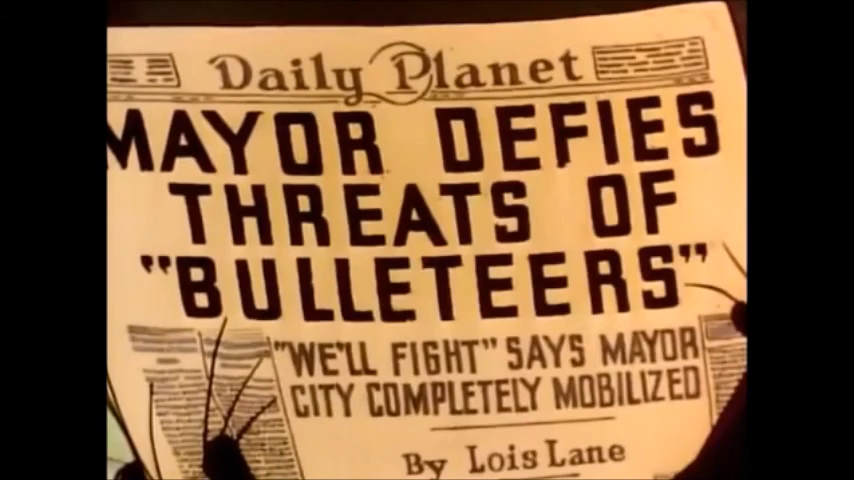 Daily Planet
MAYOR DEFIES
THREATS OF
"BULLETEERS"
"WE'LL FIGHT" SAYS MAYOR
CITY COMPLETELY MOBILIZED
By Lois Lane